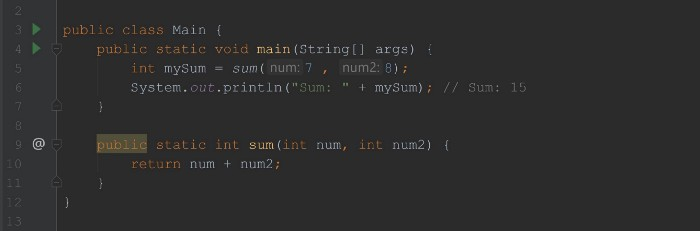 2
3 public class Main {
4 public static void main(String[] args) {
5 int mySum = sum( num: 7 , num2: 8);
6 System.out.println("Sum: " + mySum); // Sum: 15
7 }
8
9 @ public static int sum(int num, int num2) {
10 return num + num2;
11 }
12 }
13